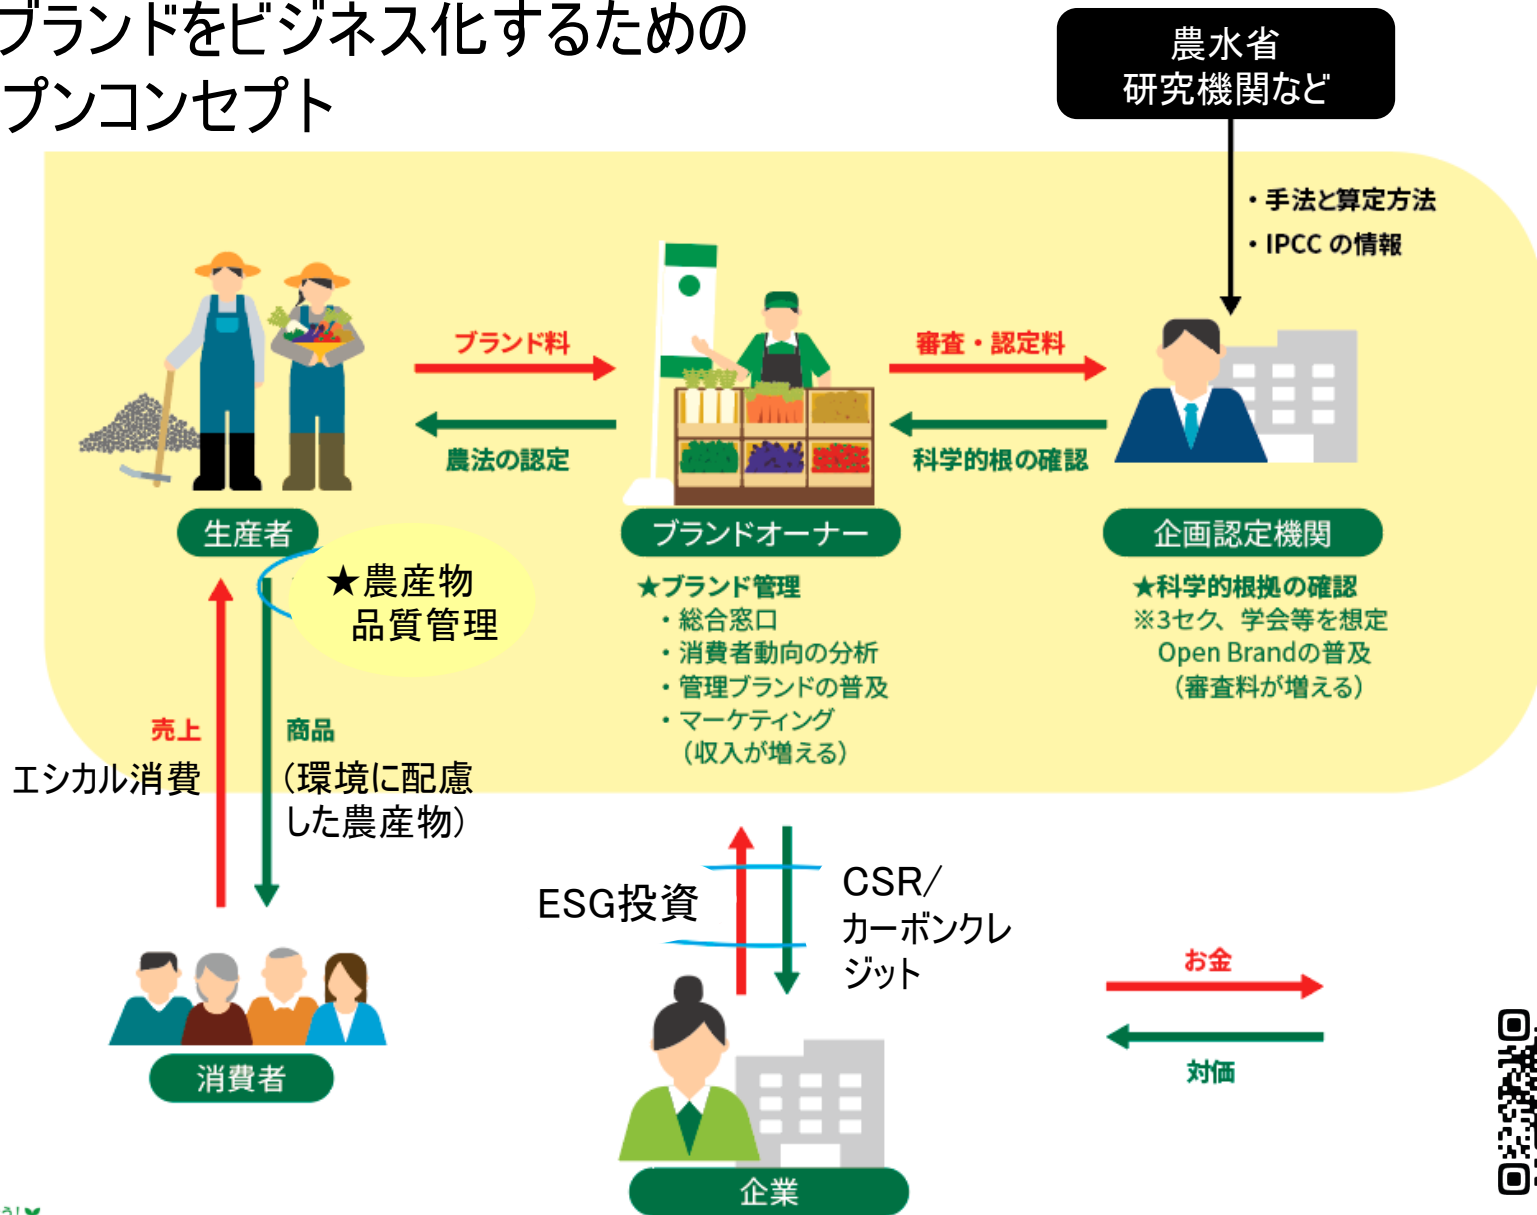 ブランドをビジネス化するための
プンコンセプト
農水省
研究機関など
・手法と算定方法
・IPCC の情報
ブランド料
農法の認定
審査・認定料
科学的根の確認
生産者
ブランドオーナー
企画認定機関
★農産物
品質管理
★ブランド管理
・総合窓口
・消費者動向の分析
・管理ブランドの普及
・マーケティング
（収入が増える）
★科学的根拠の確認
※3セク、学会等を想定
Open Brandの普及
（審査料が増える）
売上
エシカル消費
商品
（環境に配慮
した農産物）
ESG投資
CSR/
カーボンクレ
ジット
お金
対価
消費者
企業
う!